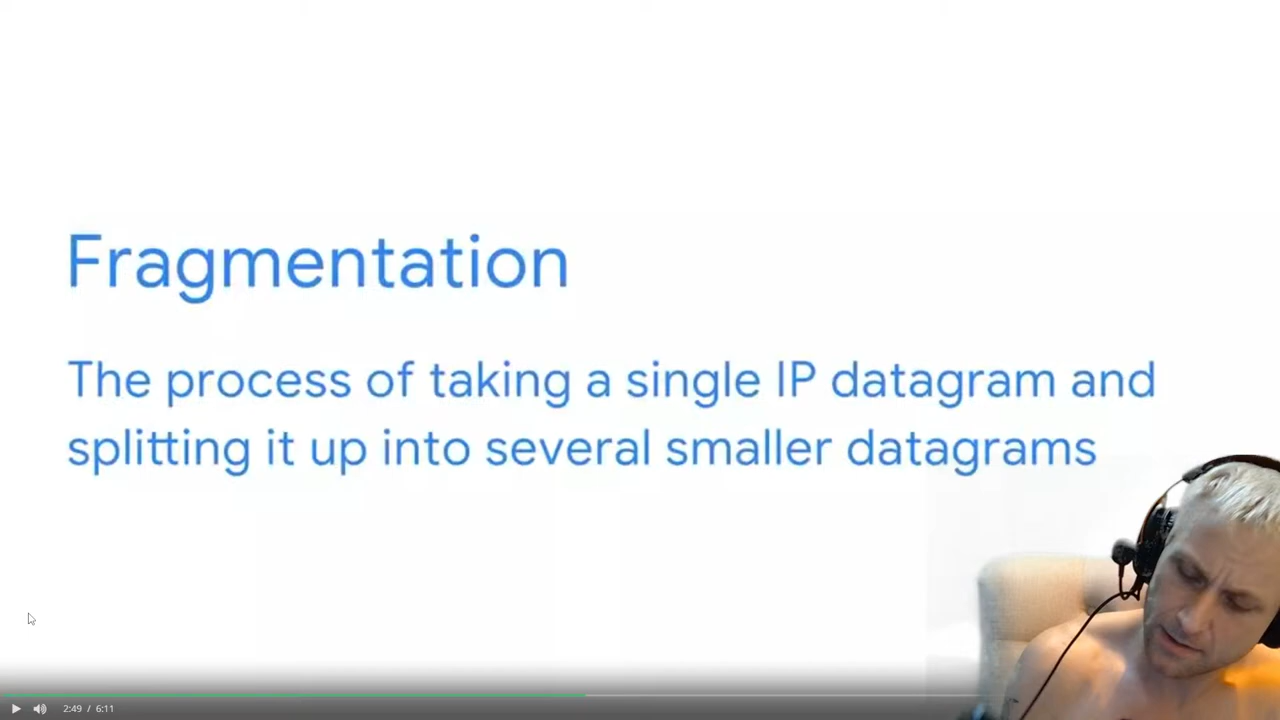 Fragmentation
The process of taking a single IP datagram and
splitting it up into several smaller datagrams
2:49 / 6:11